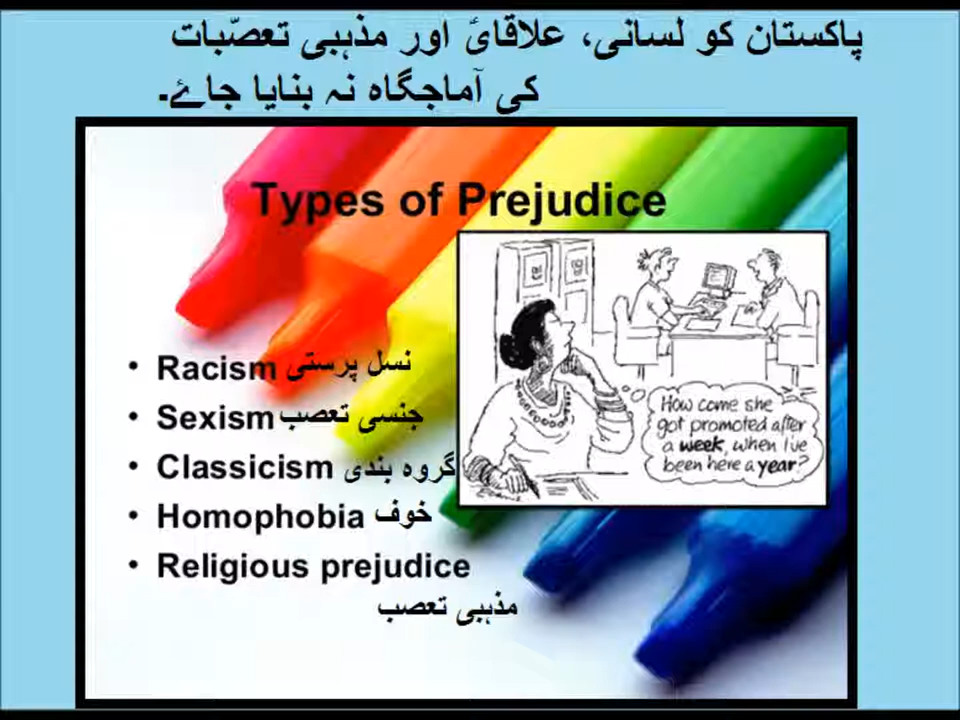 پاکستان کو لسانی، علاقائ اور مذہبی تعصّبات
کی آماجگاہ نہ بنایا جاۓ۔
Types of Prejudice
• Racism نسل پرستی
• Sexism جنسی تعصب
• Classicism گروہ بندی
• Homophobia خوف
• Religious prejudice
مذہبی تعصب
How come she
got promoted after
a week, when I've
been here a year?